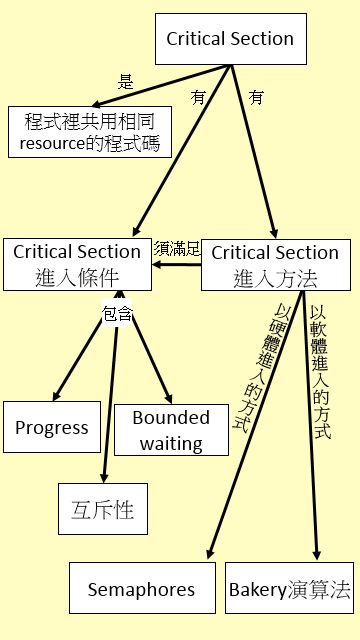 Critical Section
是
有
有
程式裡共用相同
resource的程式碼
Critical Section
進入條件
須滿足
Critical Section
進入方法
包含
以硬體進入的方式
以軟體進入的方式
Progress
Bounded
waiting
互斥性
Semaphores
Bakery演算法